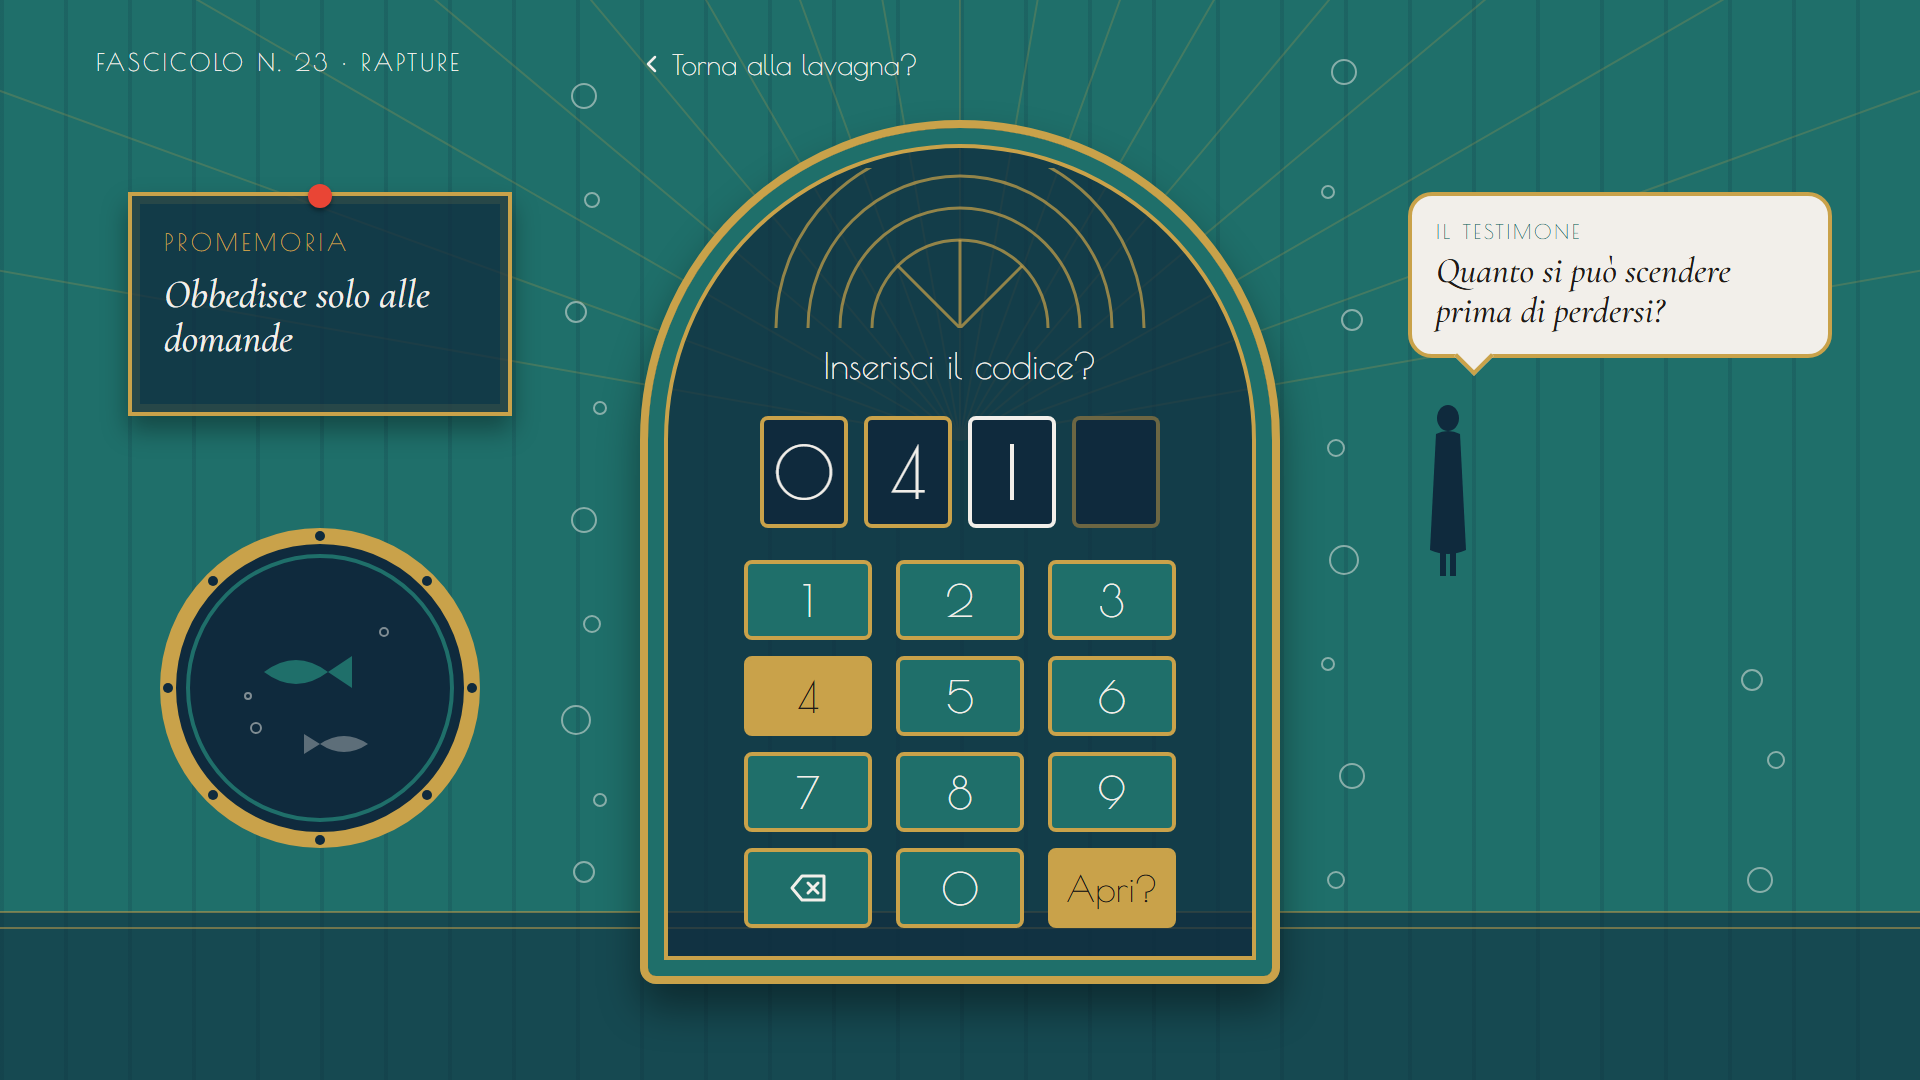 FASCICOLO N. 23 · RAPTURE
Torna alla lavagna?
PROMEMORIA
Obbedisce solo alle
domande
IL TESTIMONE
Quanto si può scendere
prima di perdersi?
Inserisci il codice?
0 4 1
1 2 3
4 5 6
7 8 9
0 Apri?